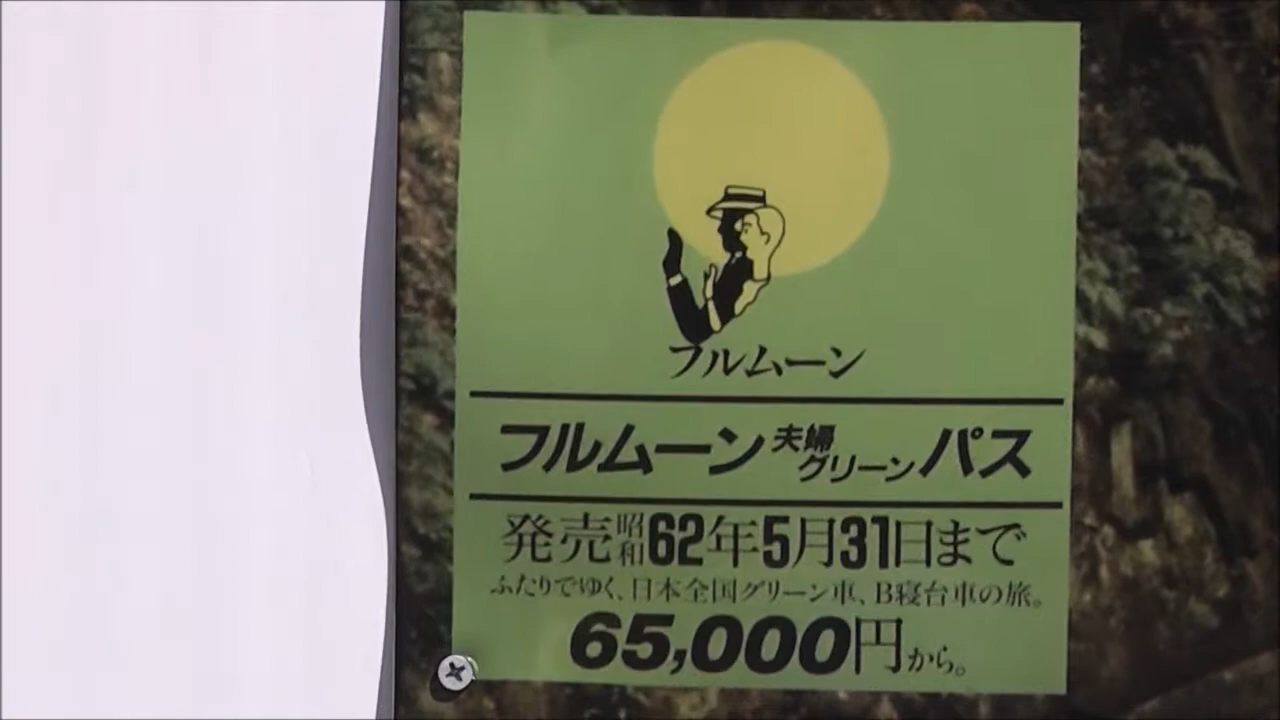 フルムーン
フルムーン夫婦グリーンパス
発売昭和62年5月31日まで
ふたりでゆく、日本全国グリーン車、B寝台車の旅。
65,000円から。